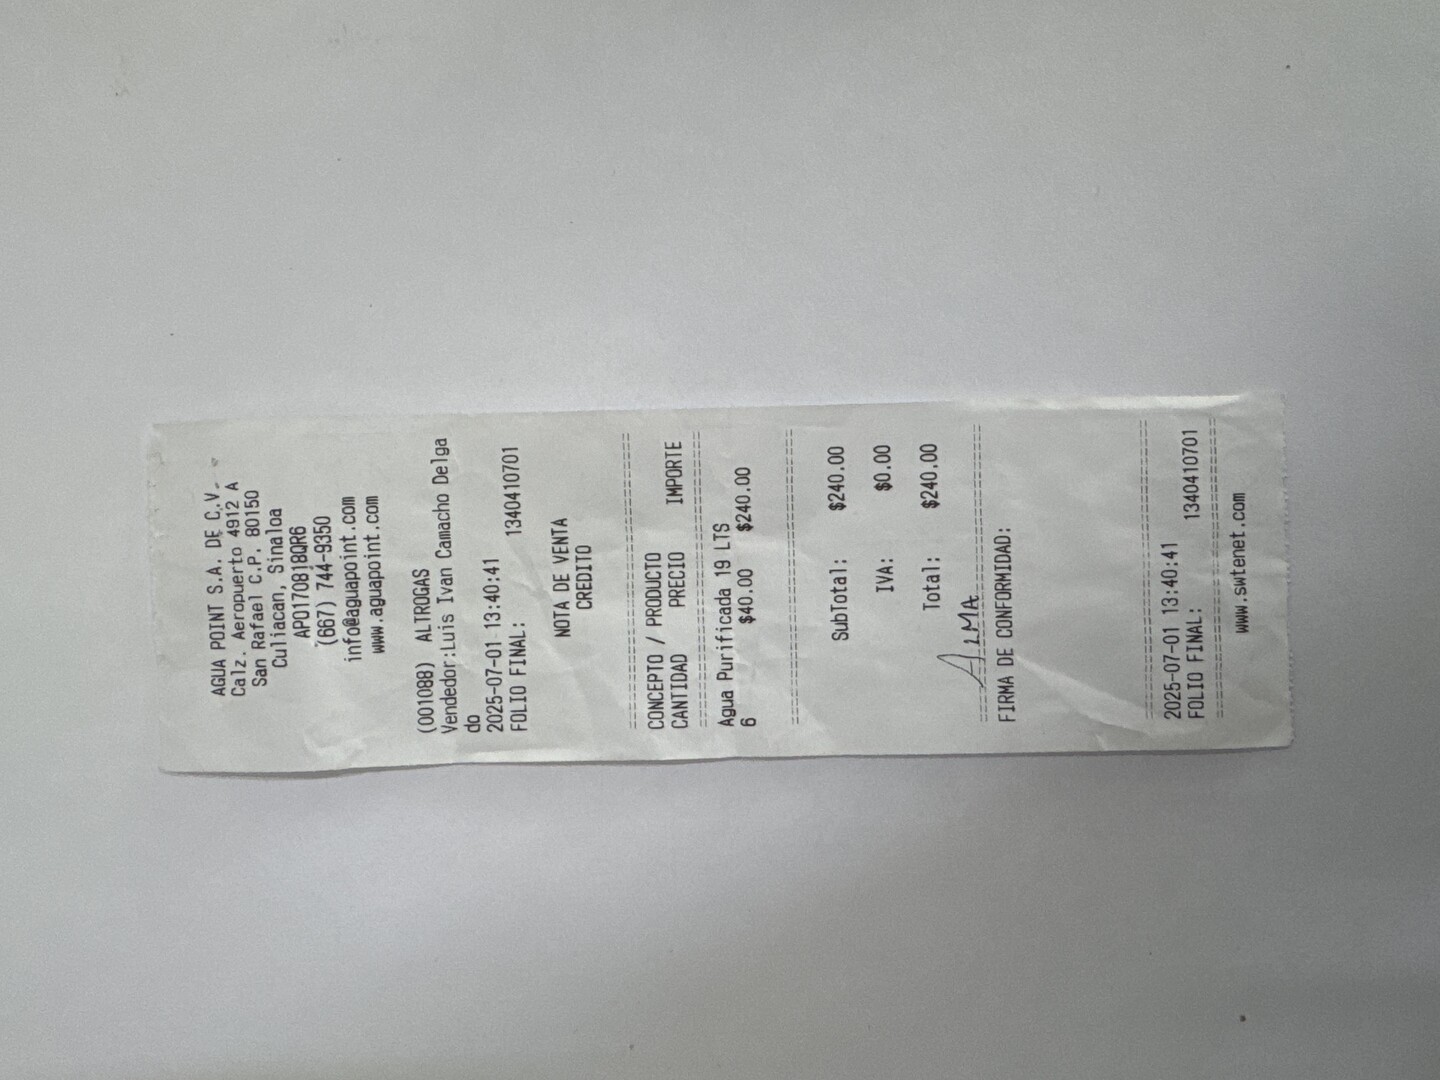 AGUA POINT S.A. DE C.V.
Calz. Aeropuerto 4912 A
San Rafael C.P. 80150
Culiacan, Sinaloa
APO170818QR6
(667) 744-9350
info@aguapoint.com
www.aguapoint.com
(001088) ALTROGAS
Vendedor:Luis Ivan Camacho Delga
do
2025-07-01 13:40:41
FOLIO FINAL: 1340410701
NOTA DE VENTA
CREDITO
================================
CONCEPTO / PRODUCTO
CANTIDAD PRECIO IMPORTE
================================
Agua Purificada 19 LTS
6 $40.00 $240.00
================================
SubTotal: $240.00
IVA: $0.00
Total: $240.00
ALMA
================================
FIRMA DE CONFORMIDAD:
================================
2025-07-01 13:40:41
FOLIO FINAL: 1340410701
================================
www.swtenet.com